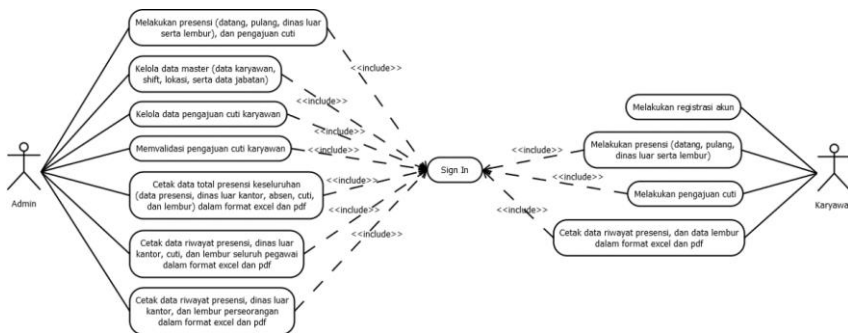 Melakukan presensi (datang, pulang, dinas luar
serta lembur), dan pengajuan cuti
<<include>>
Kelola data master (data karyawan,
shift, lokasi, serta data jabatan)
<<include>>
Kelola data pengajuan cuti karyawan
<<include>>
<<include>>
Memvalidasi pengajuan cuti karyawan
<<include>>
Cetak data total presensi keseluruhan
(data presensi, dinas luar kantor, absen, cuti,
dan lembur) dalam format excel dan pdf
<<include>>
Cetak data riwayat presensi, dinas luar
kantor, cuti, dan lembur seluruh pegawai
dalam format excel dan pdf
<<include>>
Cetak data riwayat presensi, dinas luar
kantor, dan lembur perseorangan
dalam format excel dan pdf
Admin
Sign In
Melakukan registrasi akun
Melakukan presensi (datang, pulang,
dinas luar serta lembur)
<<include>>
Melakukan pengajuan cuti
<<include>>
Cetak data riwayat presensi, dan data lembur
dalam format excel dan pdf
<<include>>
Karyawa